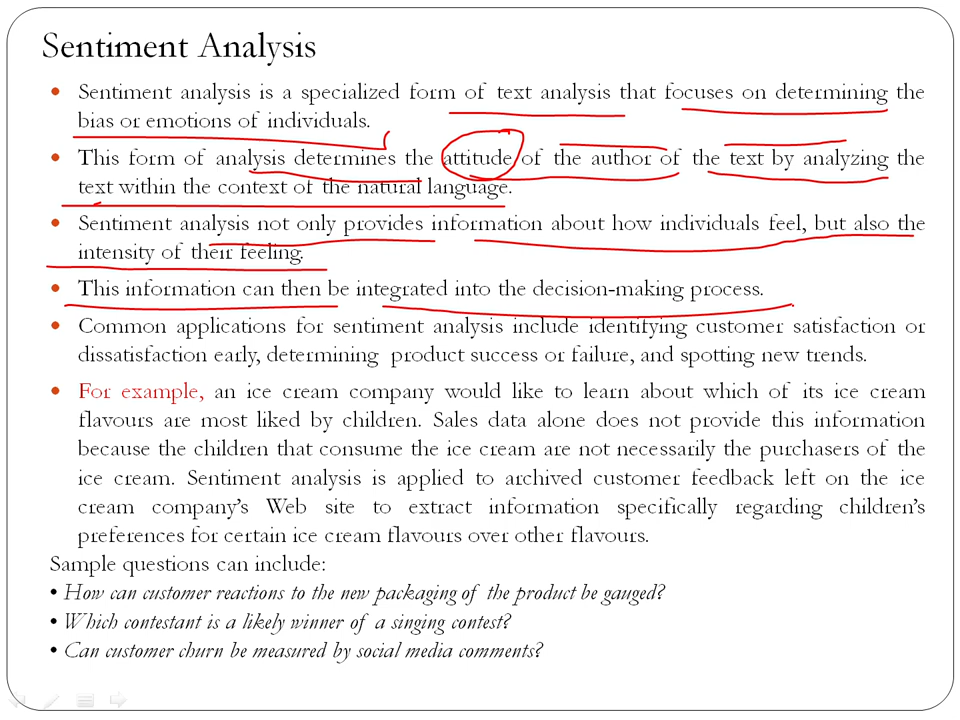 Sentiment Analysis
• Sentiment analysis is a specialized form of text analysis that focuses on determining the
bias or emotions of individuals.
• This form of analysis determines the attitude of the author of the text by analyzing the
text within the context of the natural language.
• Sentiment analysis not only provides information about how individuals feel, but also the
intensity of their feeling.
• This information can then be integrated into the decision-making process.
• Common applications for sentiment analysis include identifying customer satisfaction or
dissatisfaction early, determining product success or failure, and spotting new trends.
• For example, an ice cream company would like to learn about which of its ice cream
flavours are most liked by children. Sales data alone does not provide this information
because the children that consume the ice cream are not necessarily the purchasers of the
ice cream. Sentiment analysis is applied to archived customer feedback left on the ice
cream company's Web site to extract information specifically regarding children's
preferences for certain ice cream flavours over other flavours.
Sample questions can include:
• How can customer reactions to the new packaging of the product be gauged?
• Which contestant is a likely winner of a singing contest?
• Can customer churn be measured by social media comments?